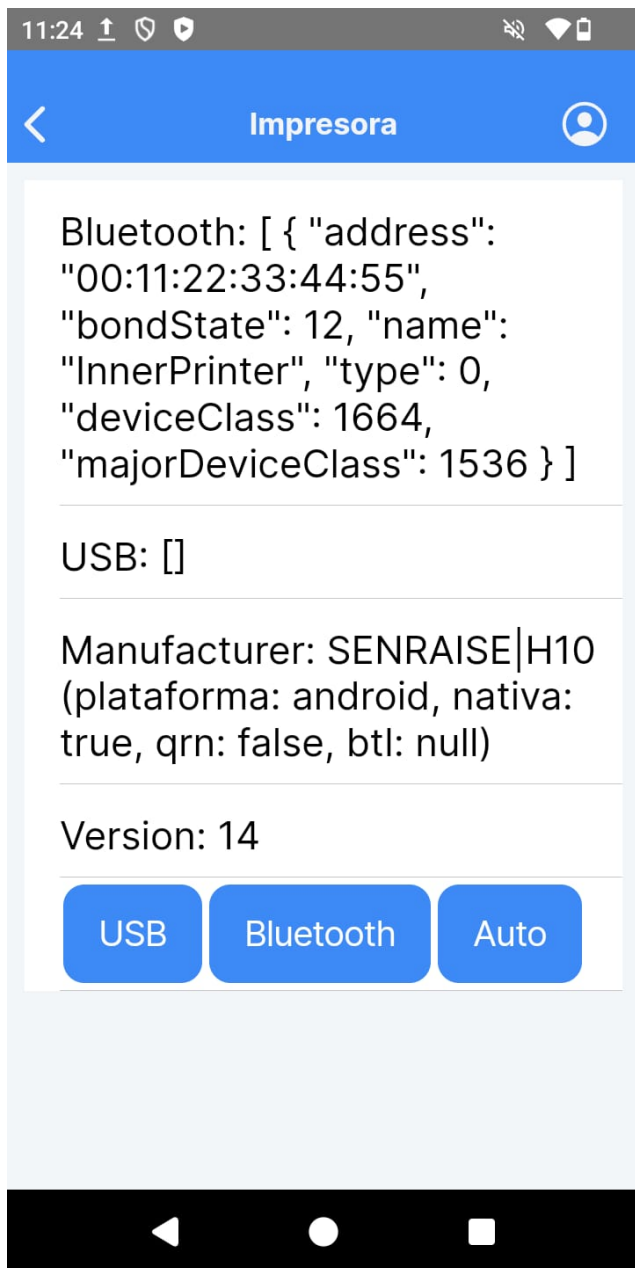 11:24
Impresora
Bluetooth: [ { "address":
"00:11:22:33:44:55",
"bondState": 12, "name":
"InnerPrinter", "type": 0,
"deviceClass": 1664,
"majorDeviceClass": 1536 } ]
USB: []
Manufacturer: SENRAISE|H10
(plataforma: android, nativa:
true, qrn: false, btl: null)
Version: 14
USB Bluetooth Auto